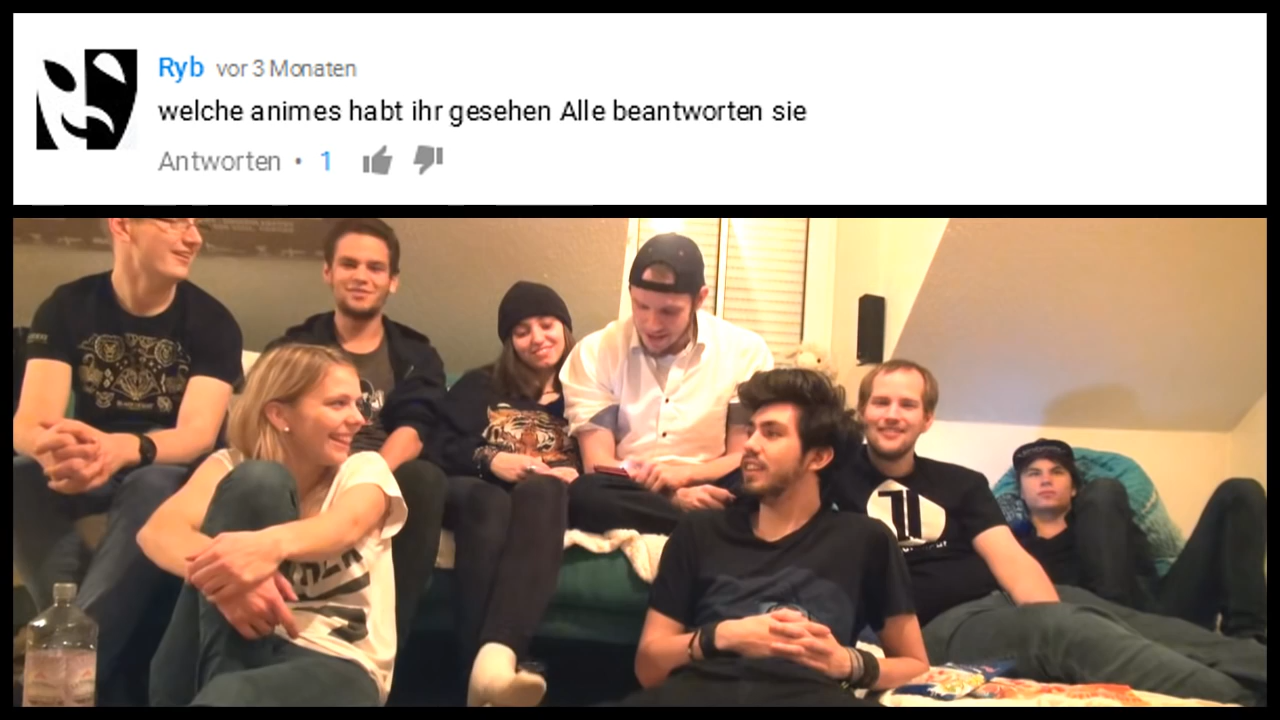 Ryb vor 3 Monaten
welche animes habt ihr gesehen Alle beantworten sie
Antworten • 1